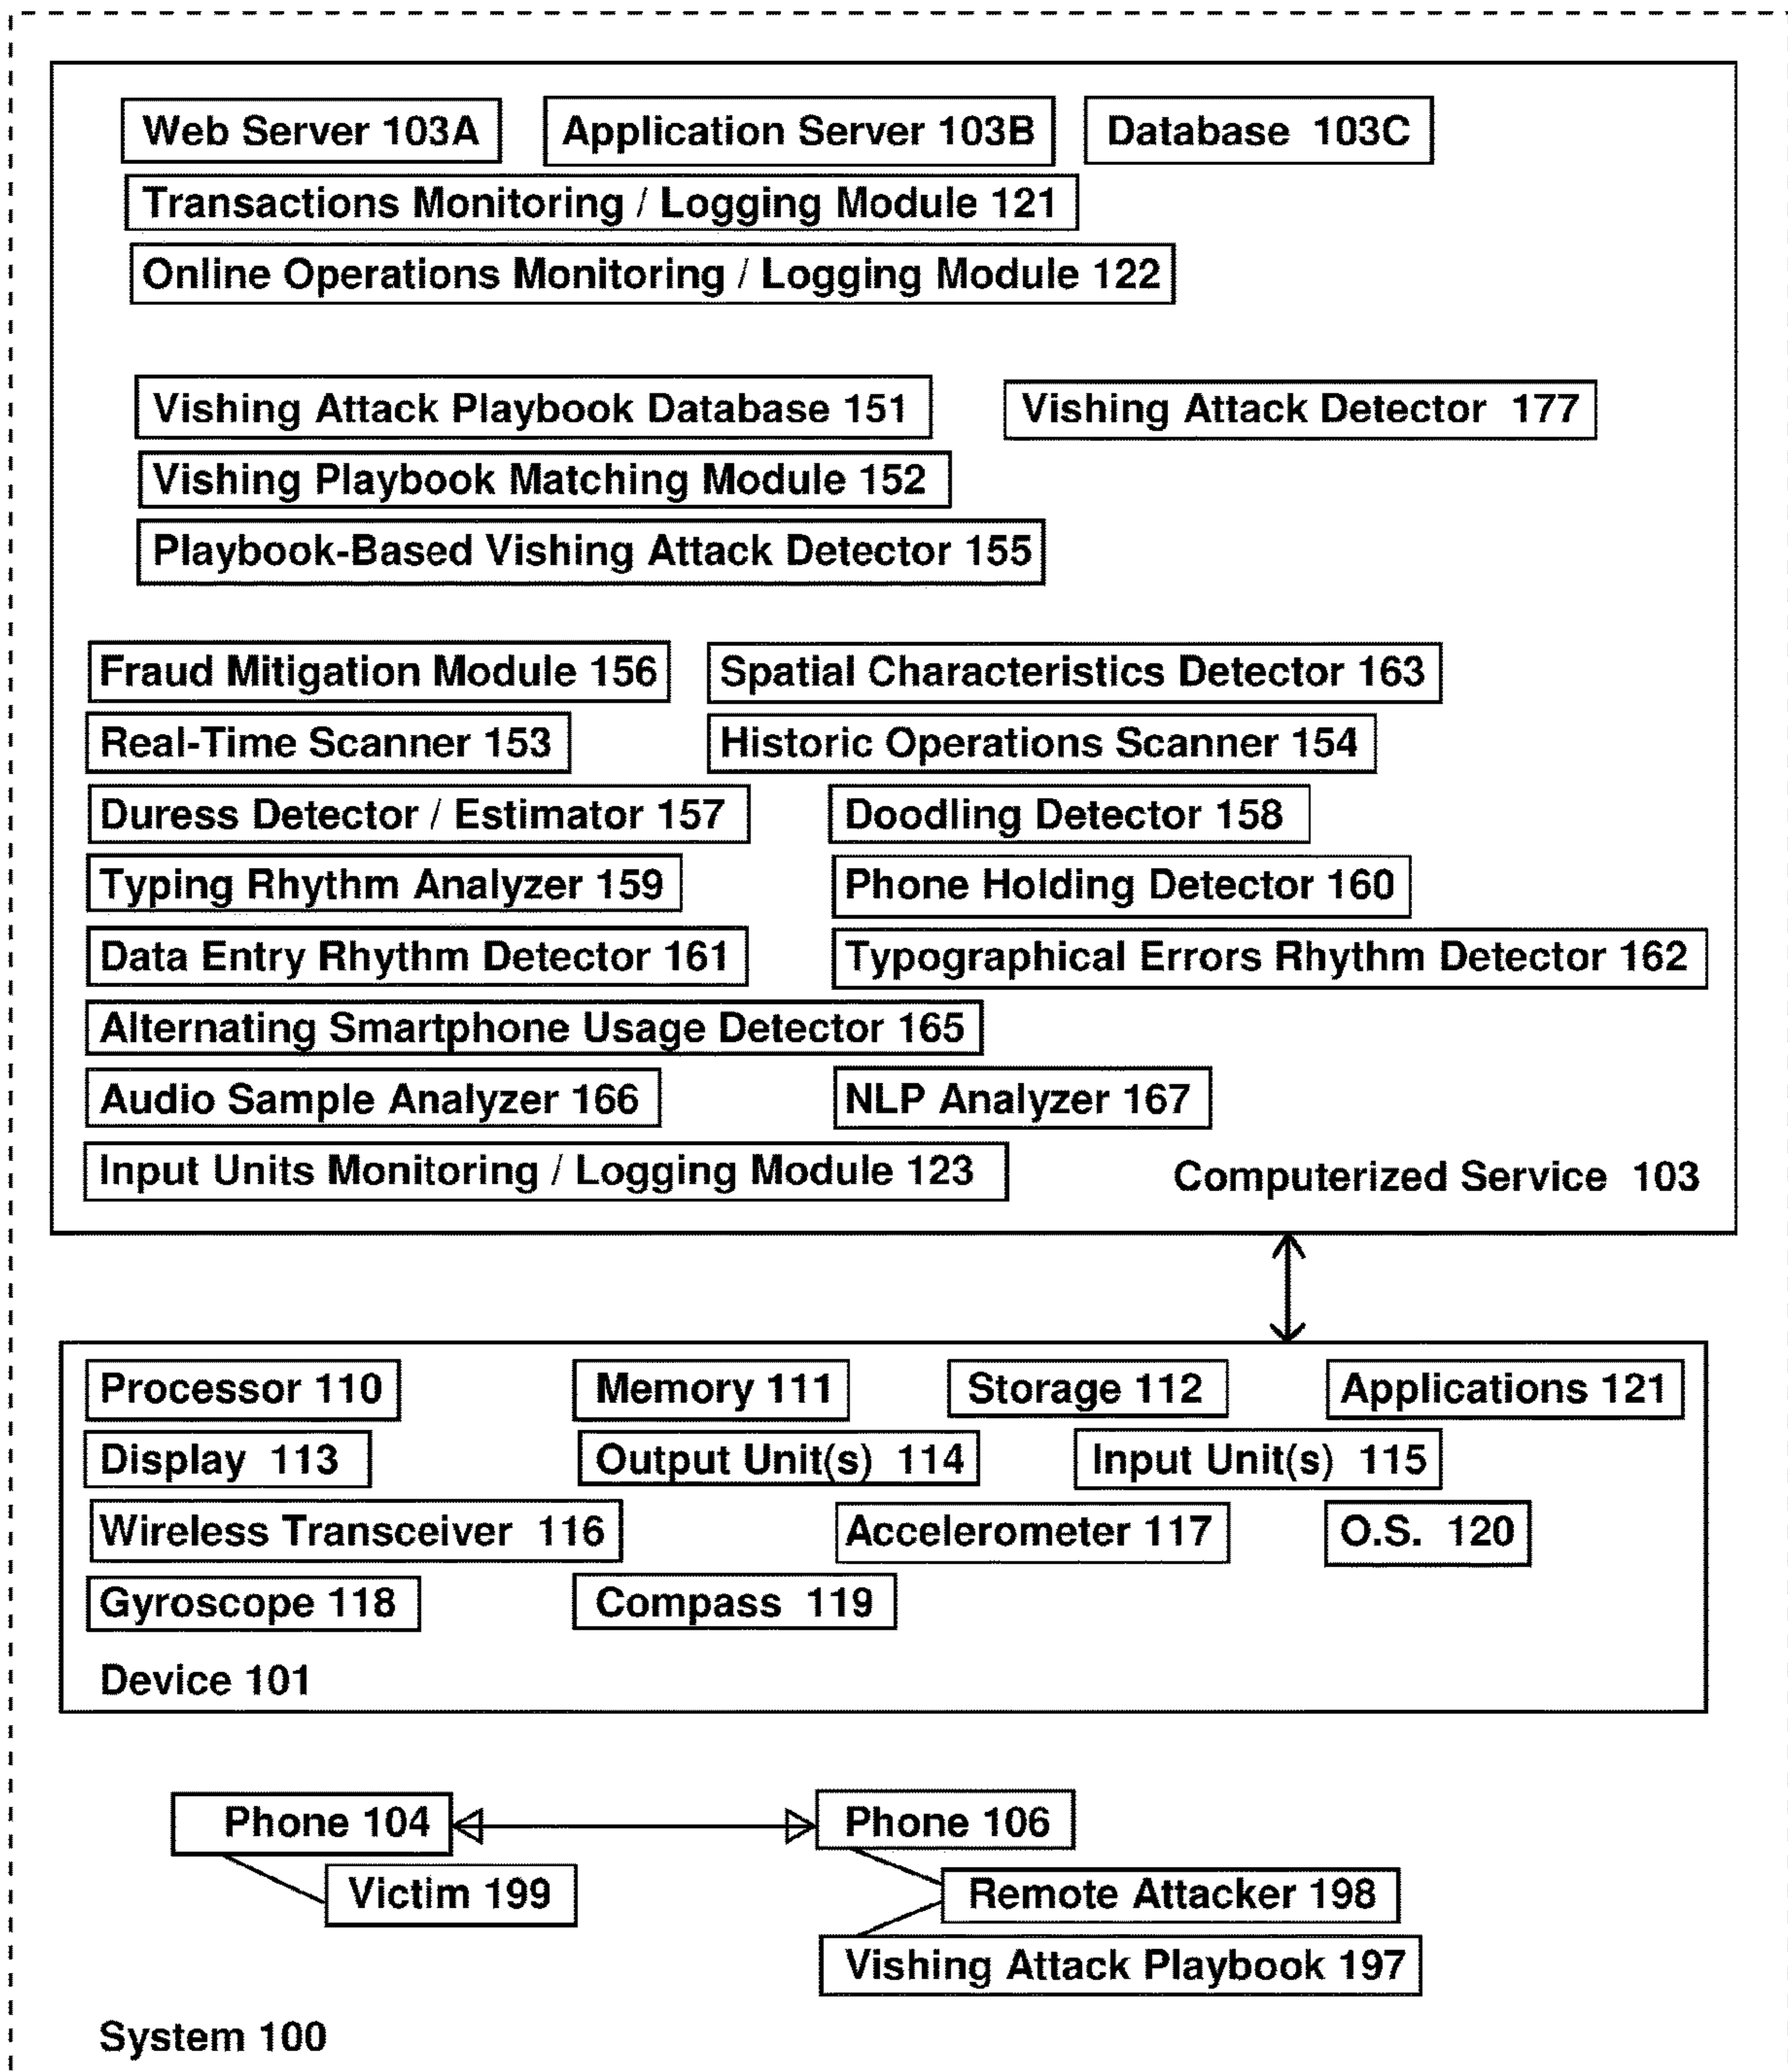 Web Server 103A Application Server 103B Database 103C
Transactions Monitoring / Logging Module 121
Online Operations Monitoring / Logging Module 122
Vishing Attack Playbook Database 151 Vishing Attack Detector 177
Vishing Playbook Matching Module 152
Playbook-Based Vishing Attack Detector 155
Fraud Mitigation Module 156 Spatial Characteristics Detector 163
Real-Time Scanner 153 Historic Operations Scanner 154
Duress Detector / Estimator 157 Doodling Detector 158
Typing Rhythm Analyzer 159 Phone Holding Detector 160
Data Entry Rhythm Detector 161 Typographical Errors Rhythm Detector 162
Alternating Smartphone Usage Detector 165
Audio Sample Analyzer 166 NLP Analyzer 167
Input Units Monitoring / Logging Module 123 Computerized Service 103
Processor 110 Memory 111 Storage 112 Applications 121
Display 113 Output Unit(s) 114 Input Unit(s) 115
Wireless Transceiver 116 Accelerometer 117 O.S. 120
Gyroscope 118 Compass 119
Device 101
Phone 104 Phone 106
Victim 199 Remote Attacker 198
Vishing Attack Playbook 197
System 100